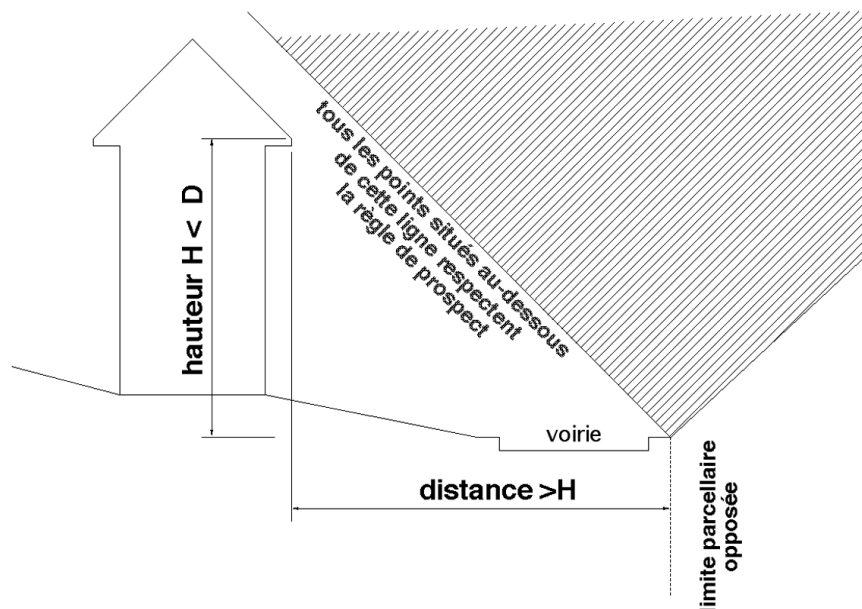 tous les points situés au-dessous
de cette ligne respectent
la règle de prospect
hauteur H < D
voirie
distance >H
limite parcellaire
opposée